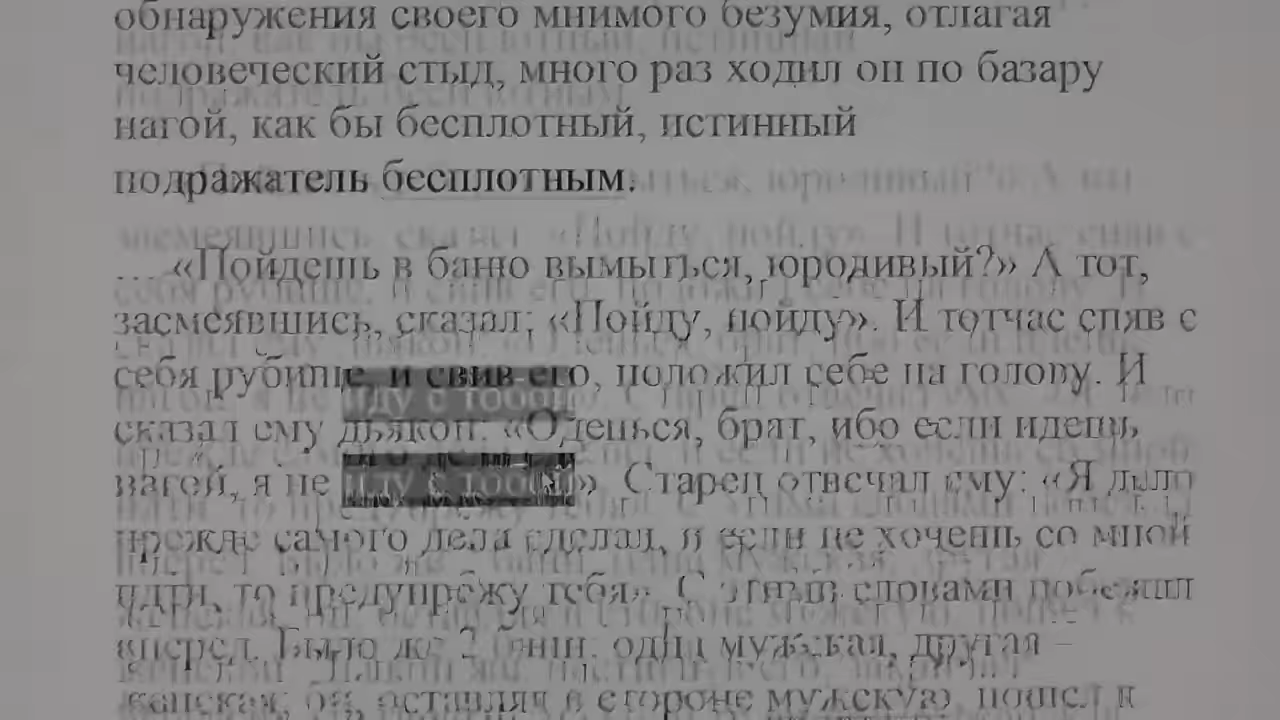 обнаружения своего мнимого безумия, отлагая
человеческий стыд, много раз ходил он по базару
нагой, как бы бесплотный, истинный
подражатель бесплотным.
... «Пойдешь в баню вымыться, юродивый?» А тот,
засмеявшись, сказал: «Пойду, пойду». И тотчас сняв с
себя рубище, и свив его, положил себе на голову. И
сказал ему дьякон: «Оденься, брат, ибо если идешь
нагой, я не иду с тобой» Старец отвечал ему: «Я дело
прежде самого дела сделал, и если не хочешь со мной
идти, то предупрежу тебя». С этими словами побежал
вперед. Было же 2 бани: одна мужская, другая –
женская; он, оставляя в стороне мужскую, пошел к